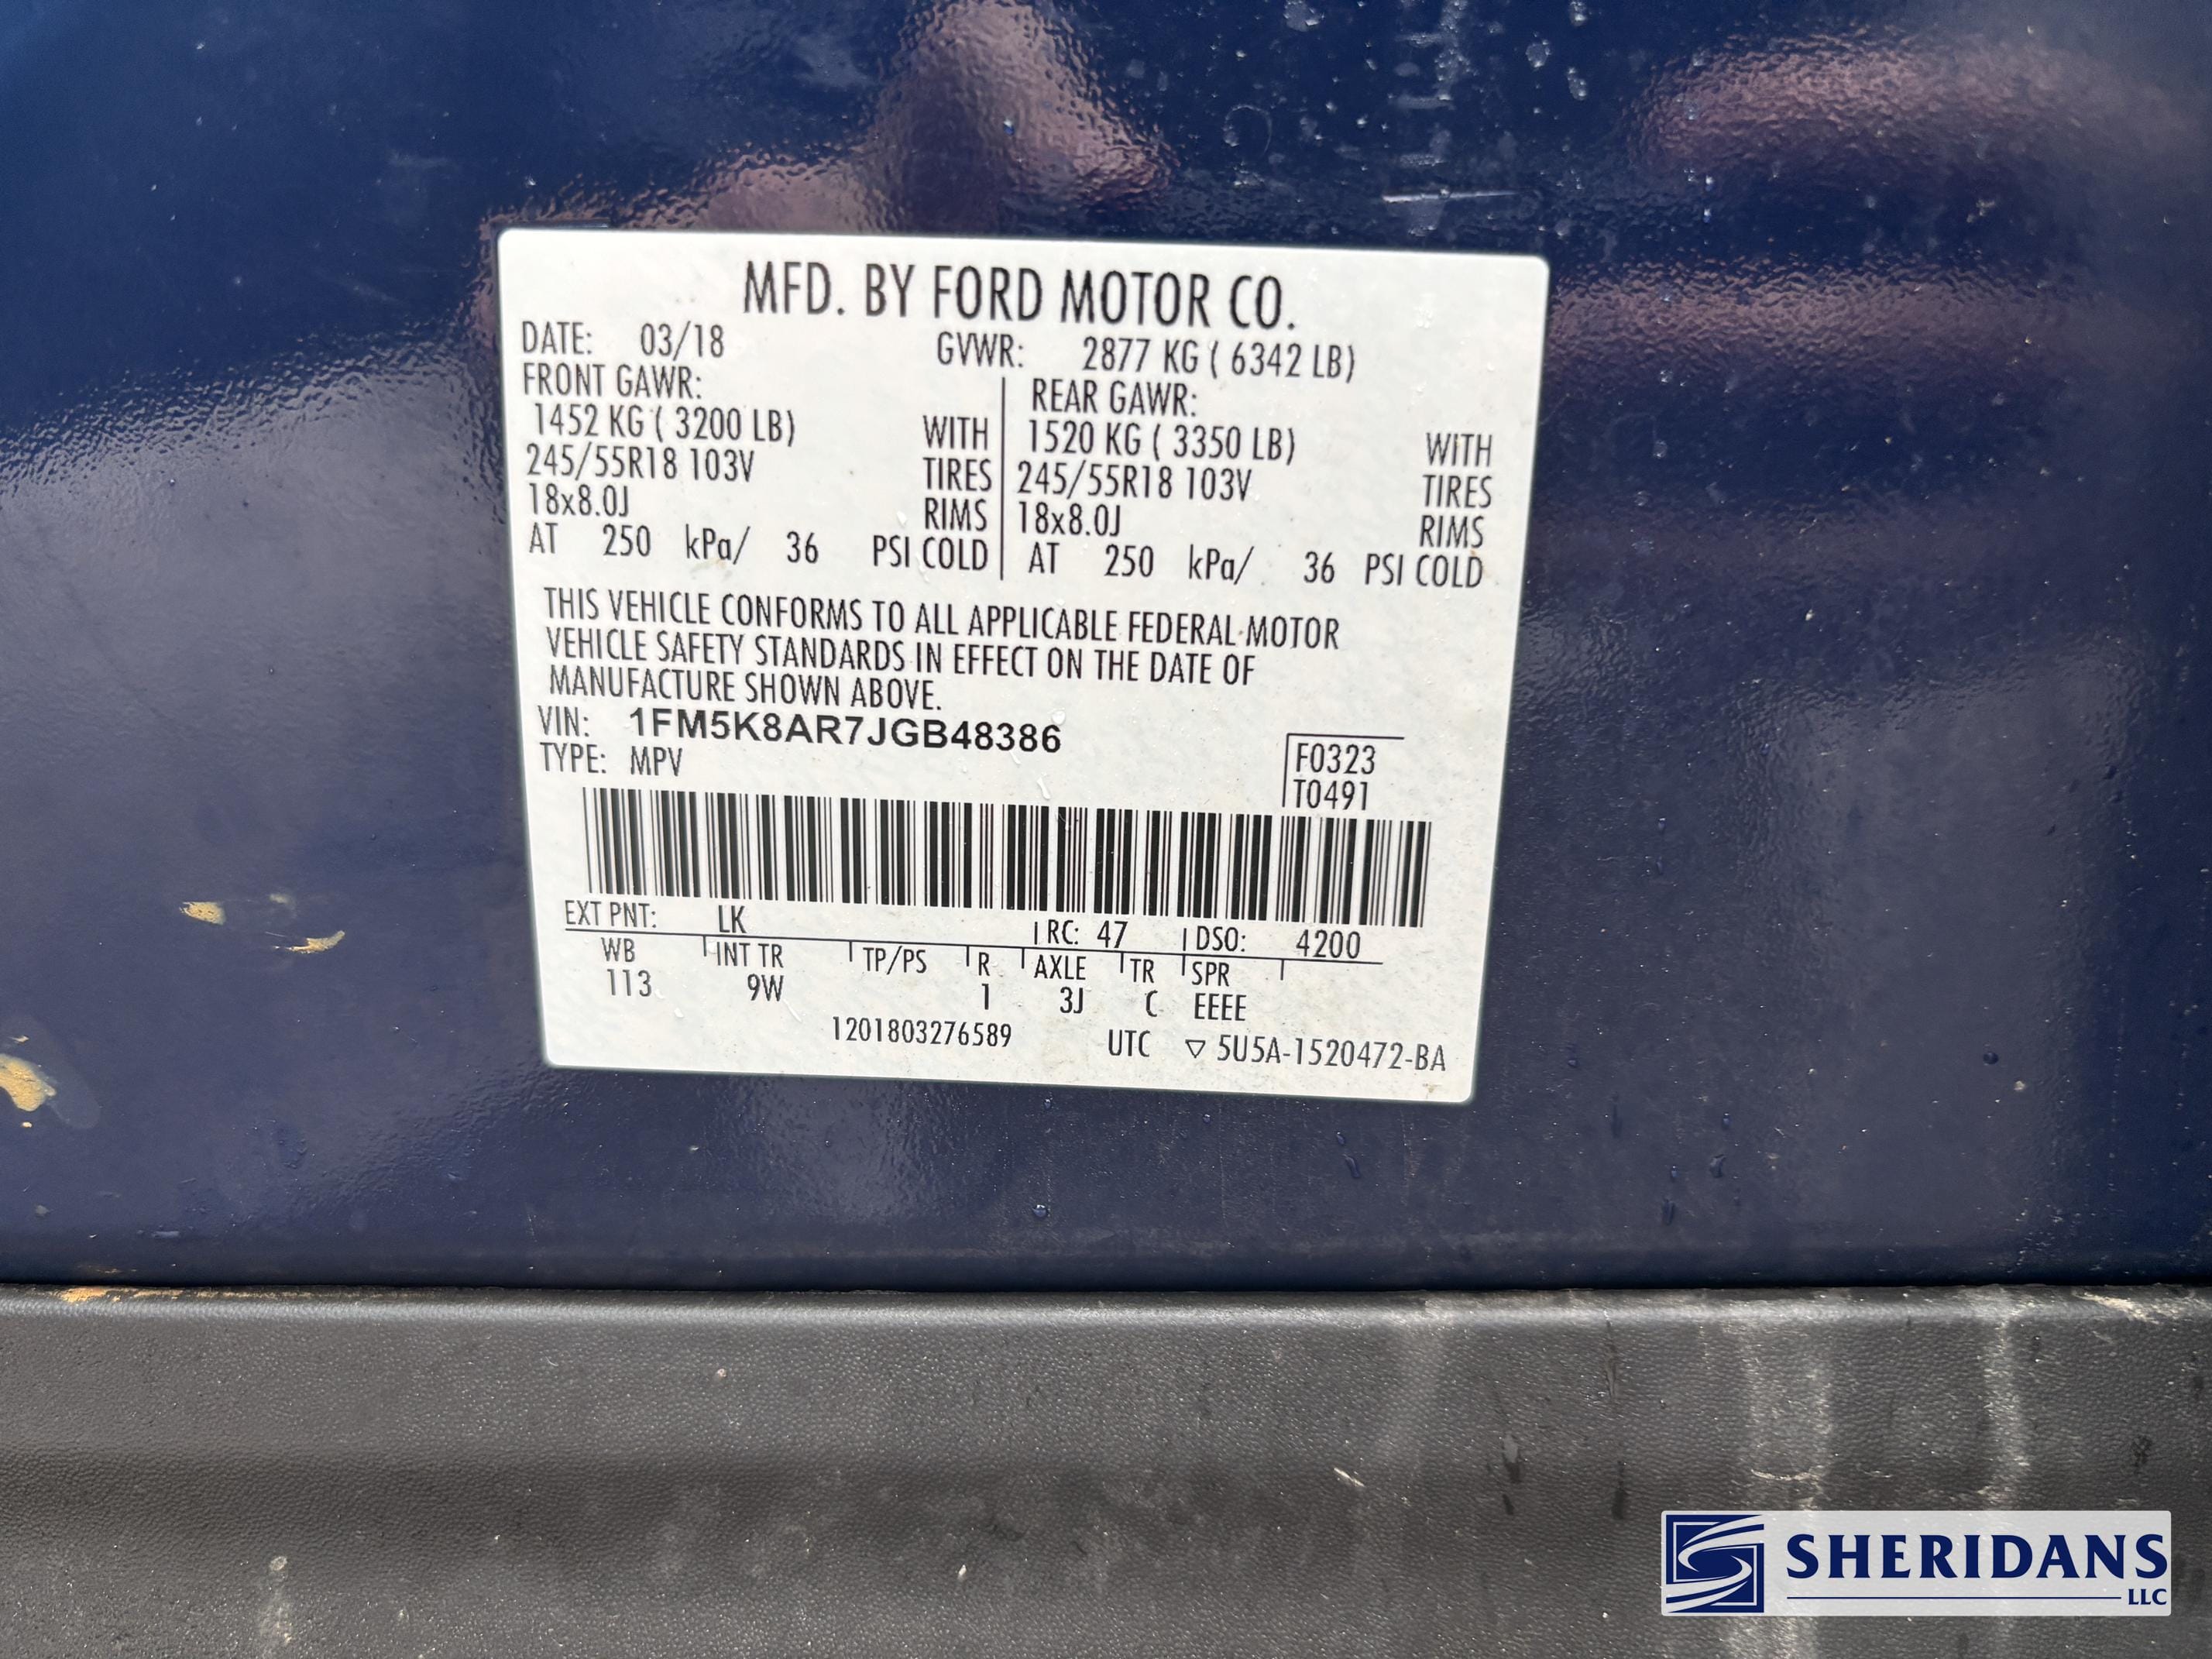 MFD. BY FORD MOTOR CO.
DATE: 03/18 GVWR: 2877 KG ( 6342 LB)
FRONT GAWR: REAR GAWR:
1452 KG ( 3200 LB) WITH 1520 KG ( 3350 LB) WITH
245/55R18 103V TIRES 245/55R18 103V TIRES
18x8.0J RIMS 18x8.0J RIMS
AT 250 kPa/ 36 PSI COLD AT 250 kPa/ 36 PSI COLD
THIS VEHICLE CONFORMS TO ALL APPLICABLE FEDERAL MOTOR
VEHICLE SAFETY STANDARDS IN EFFECT ON THE DATE OF
MANUFACTURE SHOWN ABOVE.
VIN: 1FM5K8AR7JGB48386
TYPE: MPV
F0323
T0491
EXT PNT: LK RC: 47 DSO: 4200
WB INT TR TP/PS R AXLE TR SPR
113 9W 1 3J C EEEE
1201803276589 UTC ▽ 5U5A-1520472-BA
SHERIDANS
LLC